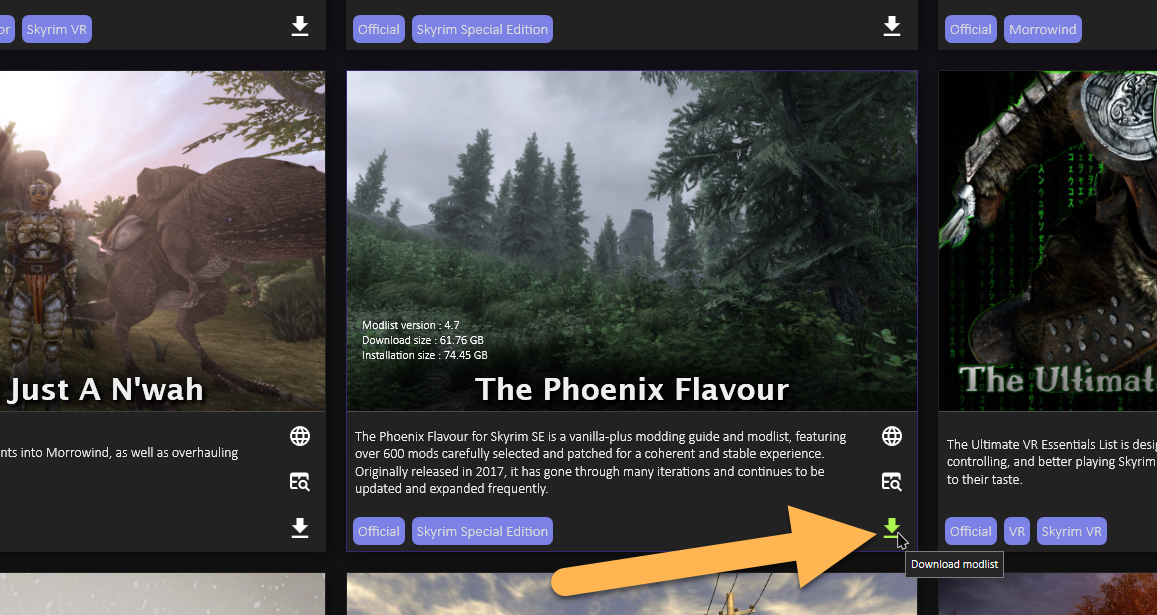 or
Skyrim VR
Official
Skyrim Special Edition
Official
Morrowind
Just A N'wah
nts into Morrowind, as well as overhauling
Modlist version : 4.7
Download size : 61.76 GB
Installation size : 74.45 GB
The Phoenix Flavour
The Phoenix Flavour for Skyrim SE is a vanilla-plus modding guide and modlist, featuring
over 600 mods carefully selected and patched for a coherent and stable experience.
Originally released in 2017, it has gone through many iterations and continues to be
updated and expanded frequently.
Official
Skyrim Special Edition
Download modlist
The Ultimat
The Ultimate VR Essentials List is desig
controlling, and better playing Skyrim
to their taste.
Official
VR
Skyrim VR